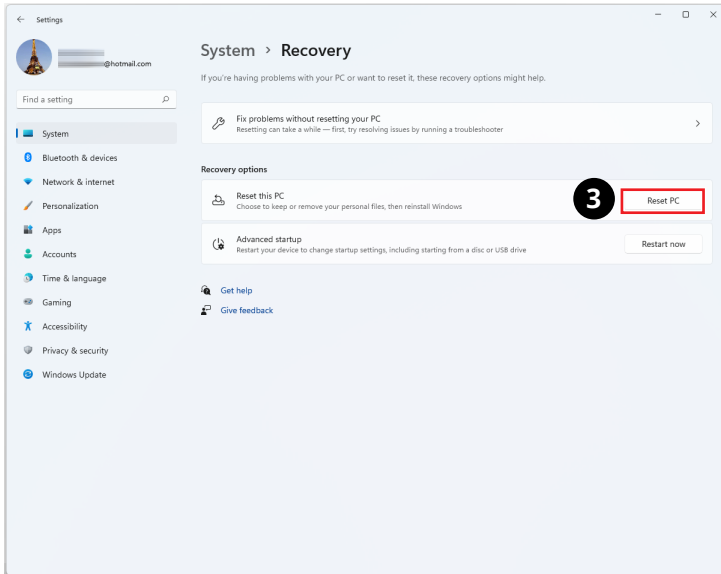 Settings
@hotmail.com
Find a setting
System
Bluetooth & devices
Network & internet
Personalization
Apps
Accounts
Time & language
Gaming
Accessibility
Privacy & security
Windows Update
System > Recovery
If you're having problems with your PC or want to reset it, these recovery options might help.
Fix problems without resetting your PC
Resetting can take a while — first, try resolving issues by running a troubleshooter
Recovery options
Reset this PC
Choose to keep or remove your personal files, then reinstall Windows
3
Reset PC
Advanced startup
Restart your device to change startup settings, including starting from a disc or USB drive
Restart now
Get help
Give feedback